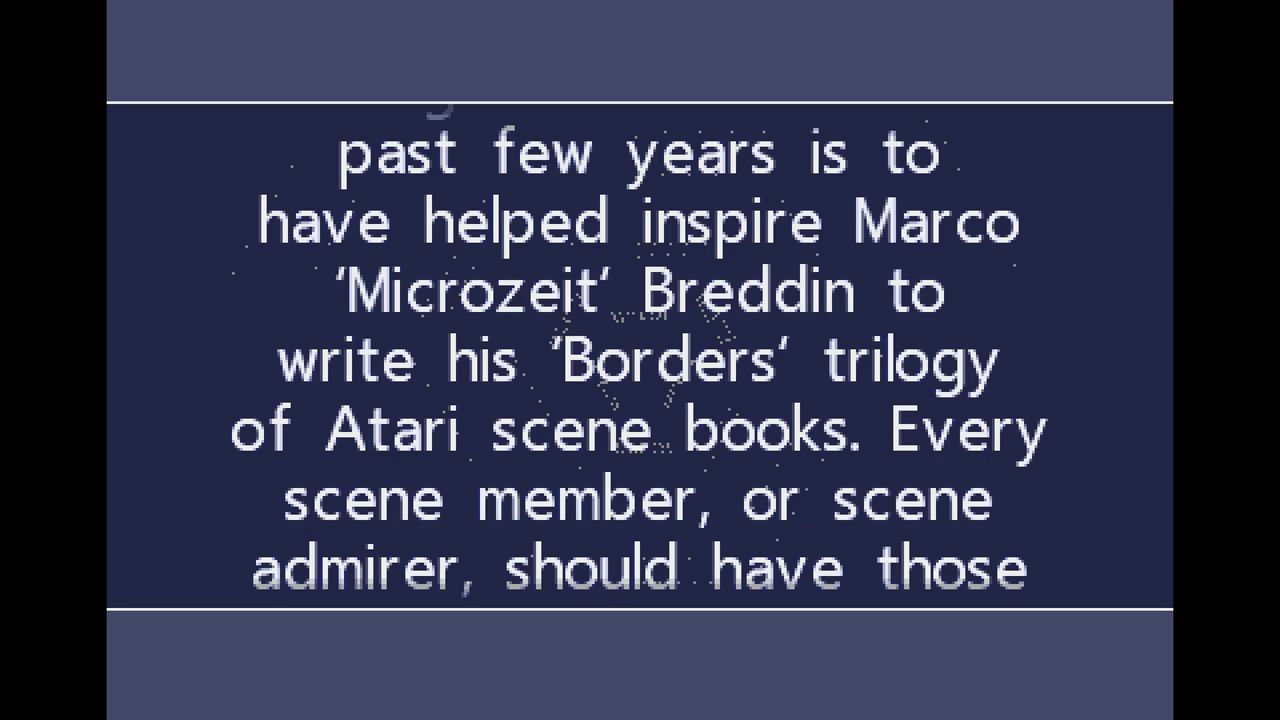 past few years is to
have helped inspire Marco
'Microzeit' Breddin to
write his 'Borders' trilogy
of Atari scene books. Every
scene member, or scene
admirer, should have those